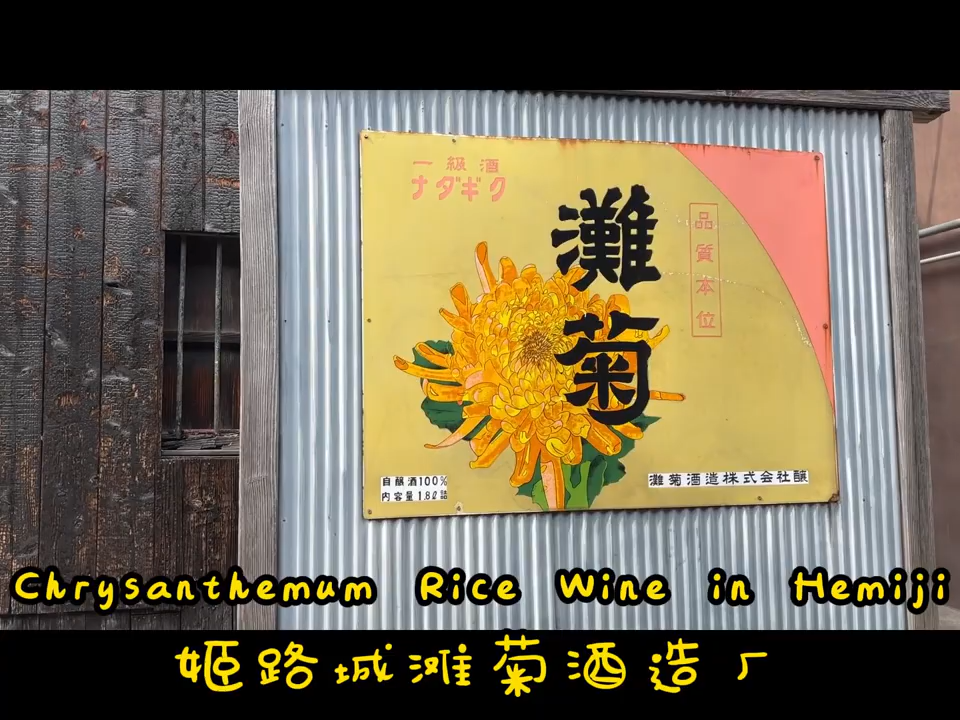 一級酒
ナダギク
灘菊
品質本位
自醸酒100%
内容量1.8ℓ詰
灘菊酒造株式会社醸
Chrysanthemum Rice Wine in Hemiji
姬路城滩菊酒造厂